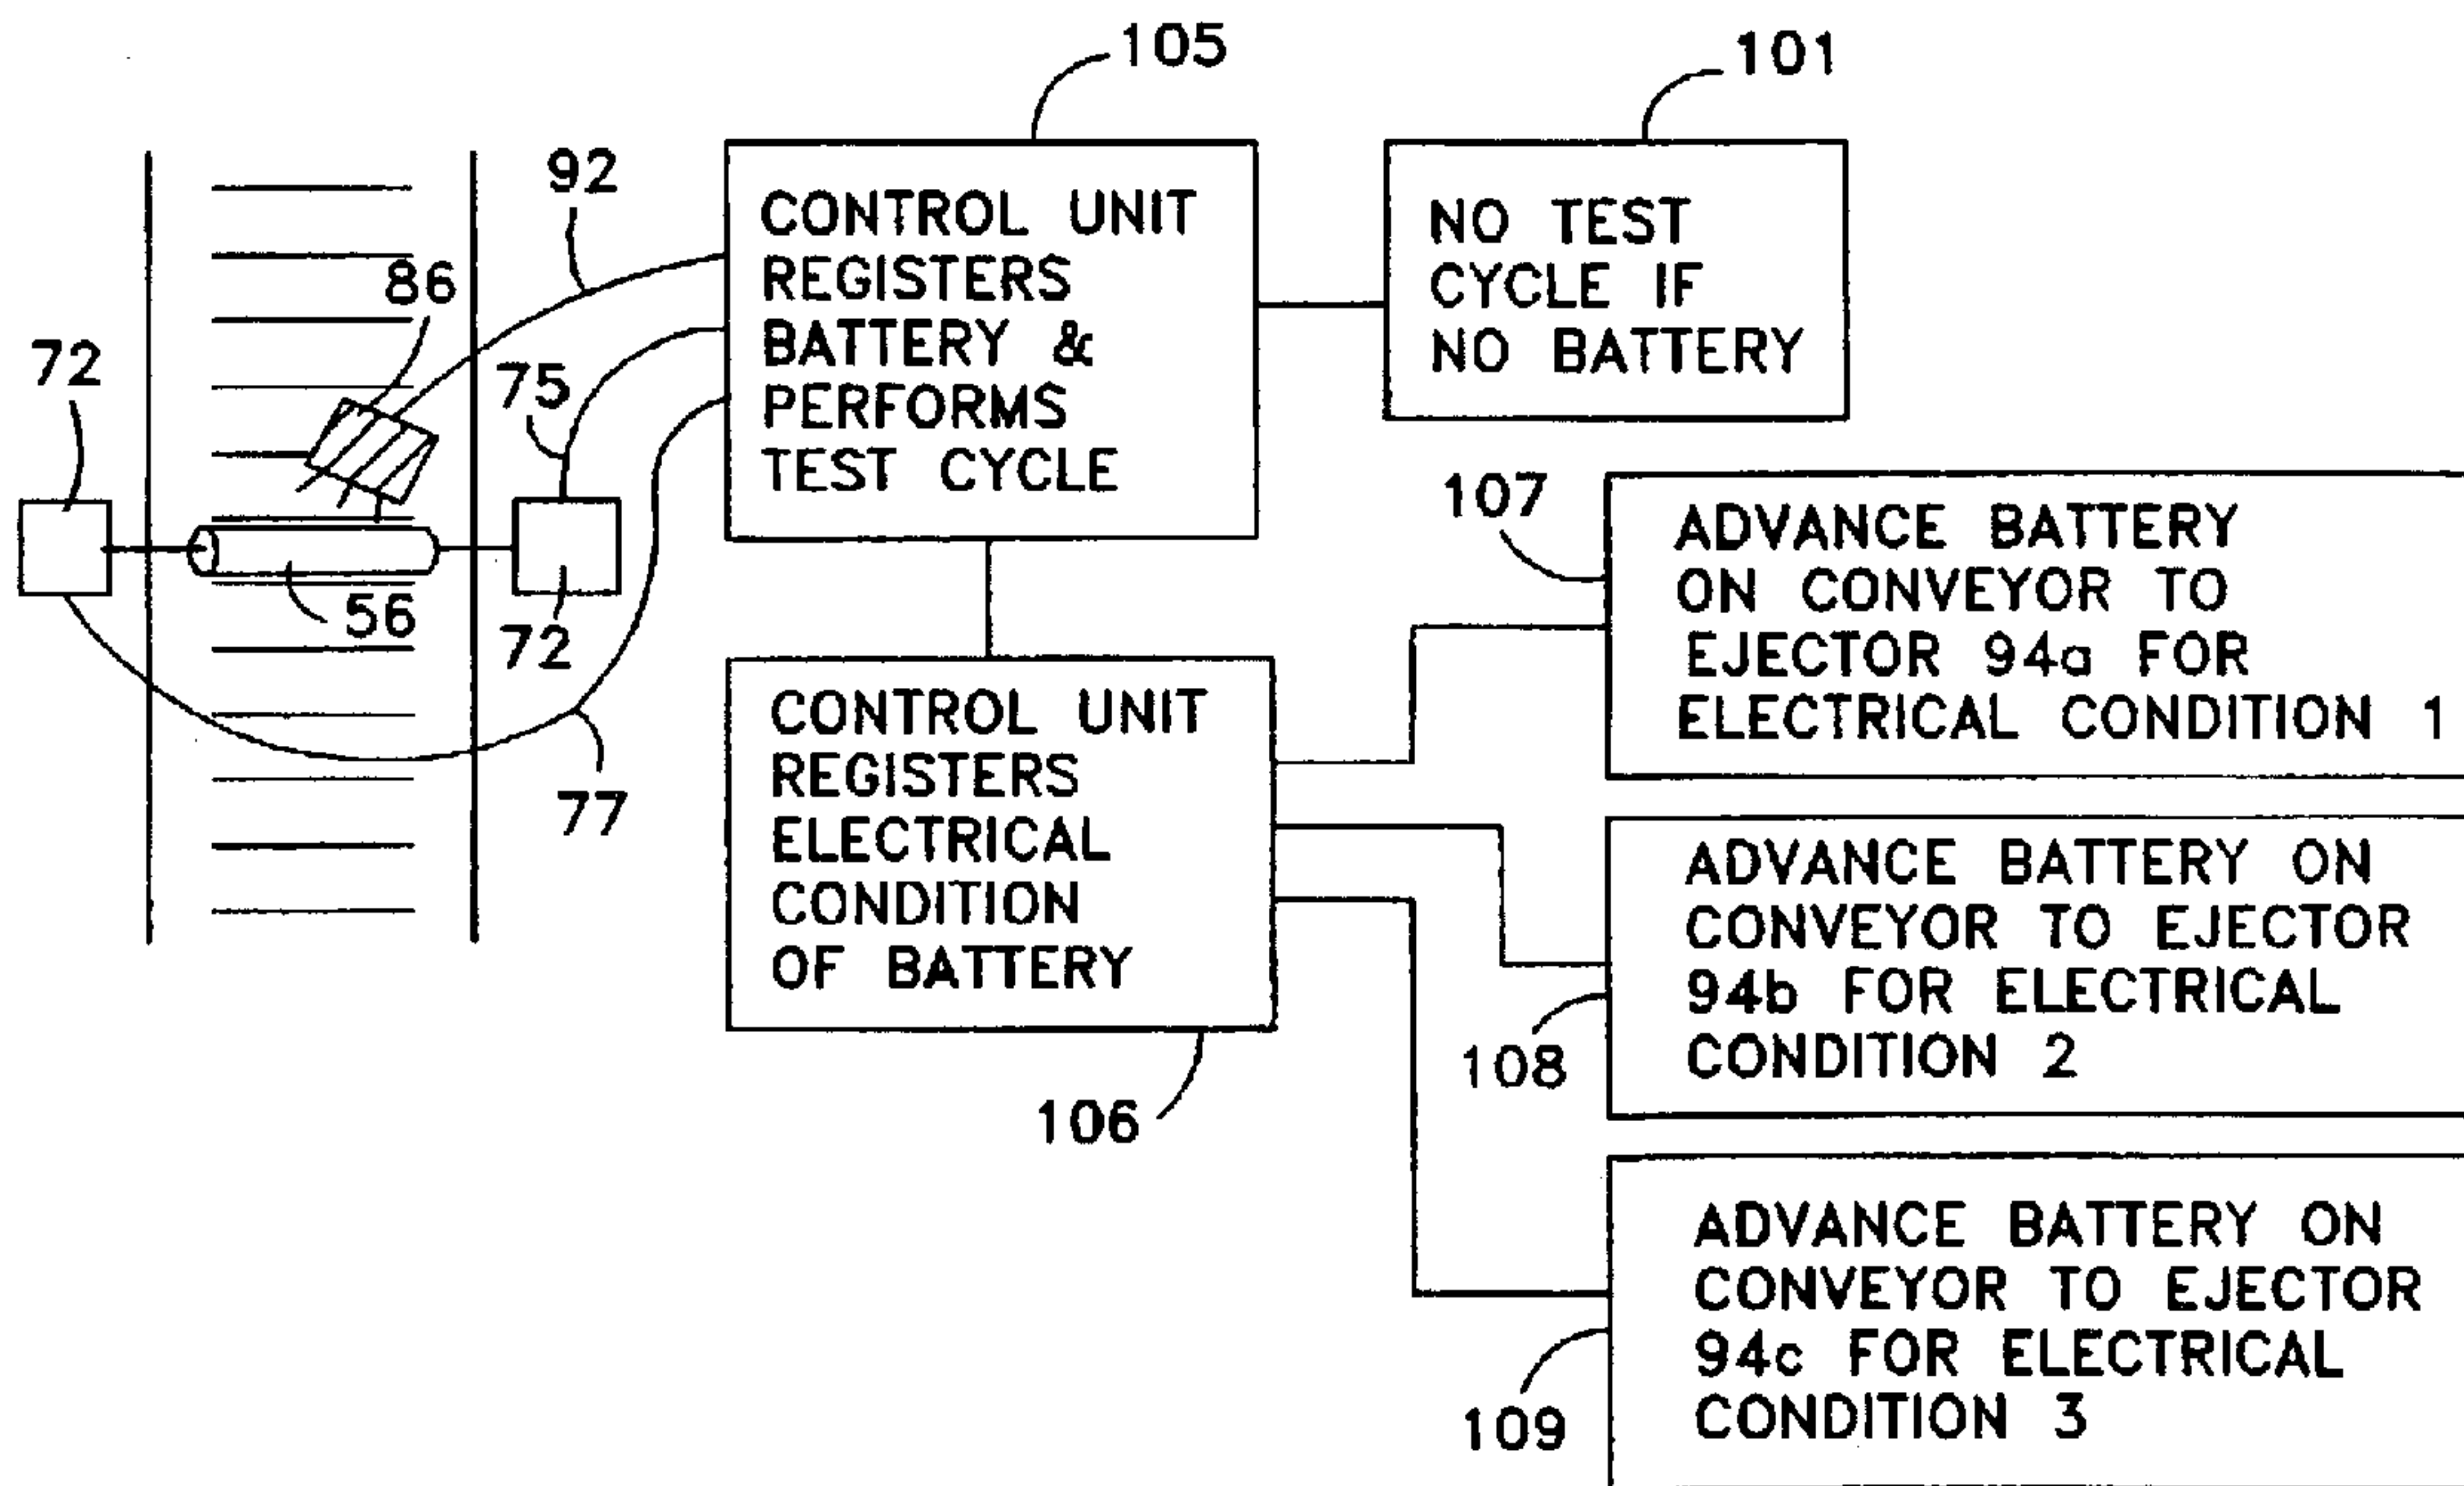 105
101
92
86
72
75
72
56
77
CONTROL UNIT
REGISTERS
BATTERY &
PERFORMS
TEST CYCLE
NO TEST
CYCLE IF
NO BATTERY
107
ADVANCE BATTERY
ON CONVEYOR TO
EJECTOR 94a FOR
ELECTRICAL CONDITION 1
CONTROL UNIT
REGISTERS
ELECTRICAL
CONDITION
OF BATTERY
106
108
ADVANCE BATTERY ON
CONVEYOR TO EJECTOR
94b FOR ELECTRICAL
CONDITION 2
109
ADVANCE BATTERY ON
CONVEYOR TO EJECTOR
94c FOR ELECTRICAL
CONDITION 3